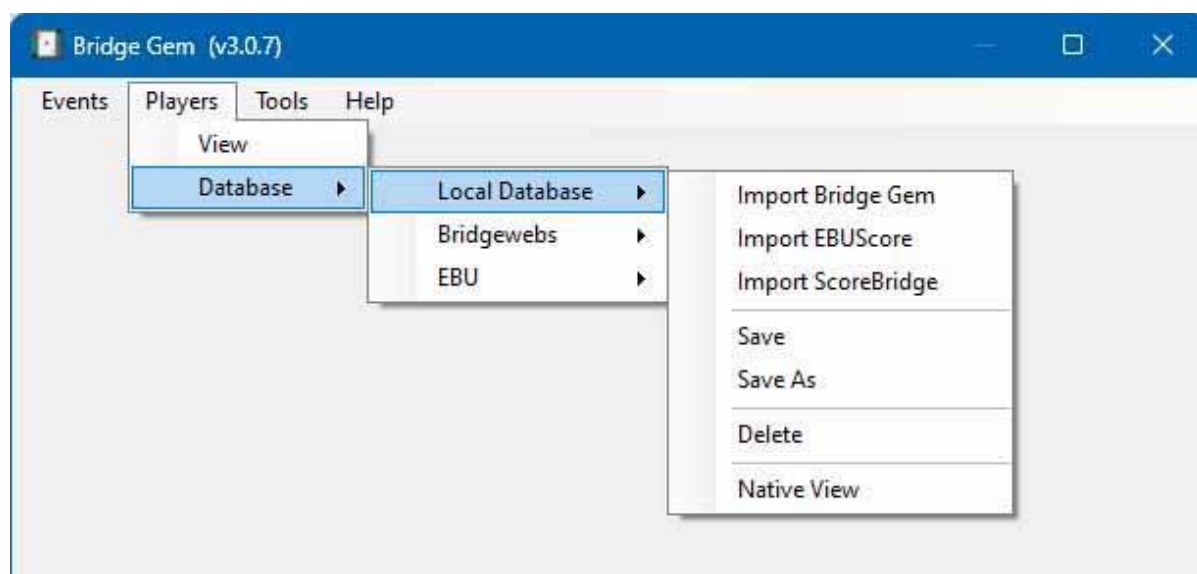 Bridge Gem (v3.0.7)
Events Players Tools Help
View
Database
Local Database
Bridgewebs
EBU
Import Bridge Gem
Import EBUScore
Import ScoreBridge
Save
Save As
Delete
Native View